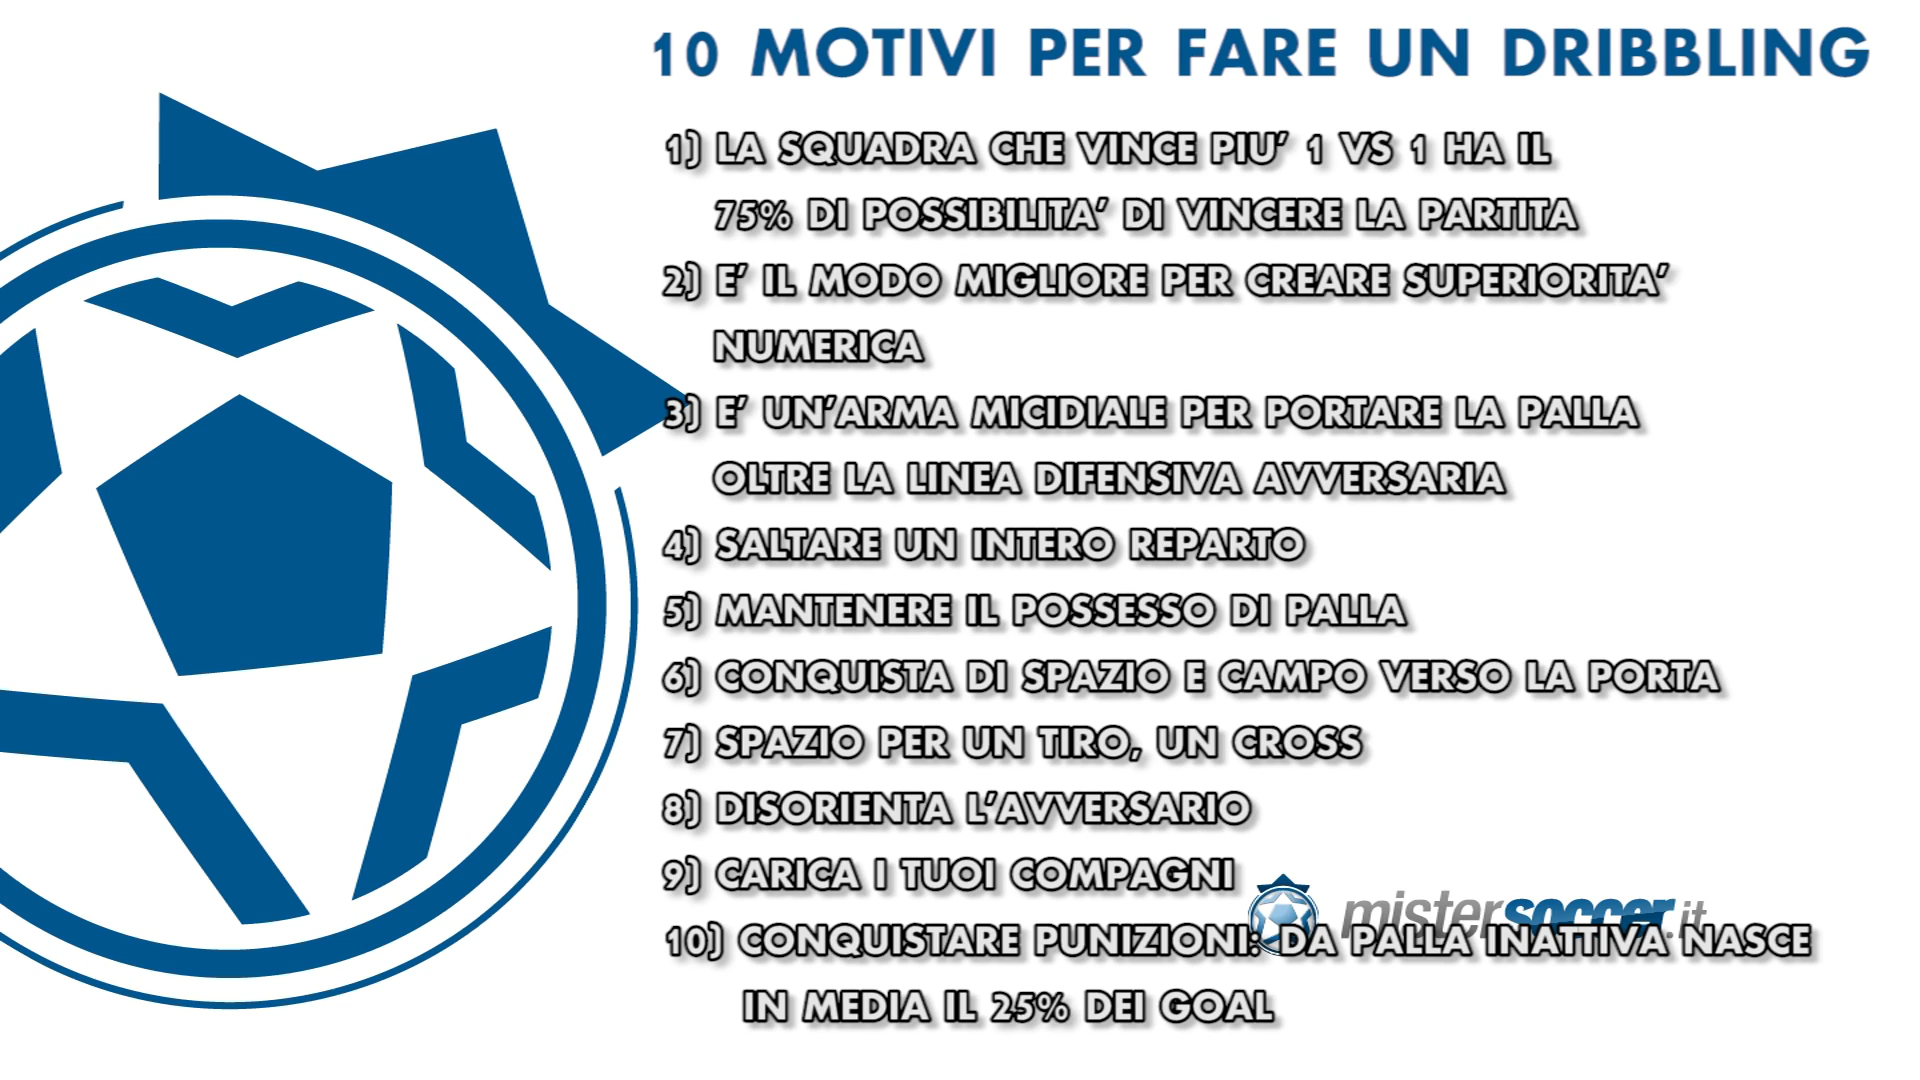 10 MOTIVI PER FARE UN DRIBBLING
1) LA SQUADRA CHE VINCE PIU' 1 VS 1 HA IL
75% DI POSSIBILITA' DI VINCERE LA PARTITA
2) E' IL MODO MIGLIORE PER CREARE SUPERIORITA'
NUMERICA
3) E' UN'ARMA MICIDIALE PER PORTARE LA PALLA
OLTRE LA LINEA DIFENSIVA AVVERSARIA
4) SALTARE UN INTERO REPARTO
5) MANTENERE IL POSSESSO DI PALLA
6) CONQUISTA DI SPAZIO E CAMPO VERSO LA PORTA
7) SPAZIO PER UN TIRO, UN CROSS
8) DISORIENTA L'AVVERSARIO
9) CARICA I TUOI COMPAGNI
mistersoccer.it
10) CONQUISTARE PUNIZIONI: DA PALLA INATTIVA NASCE
IN MEDIA IL 25% DEI GOAL